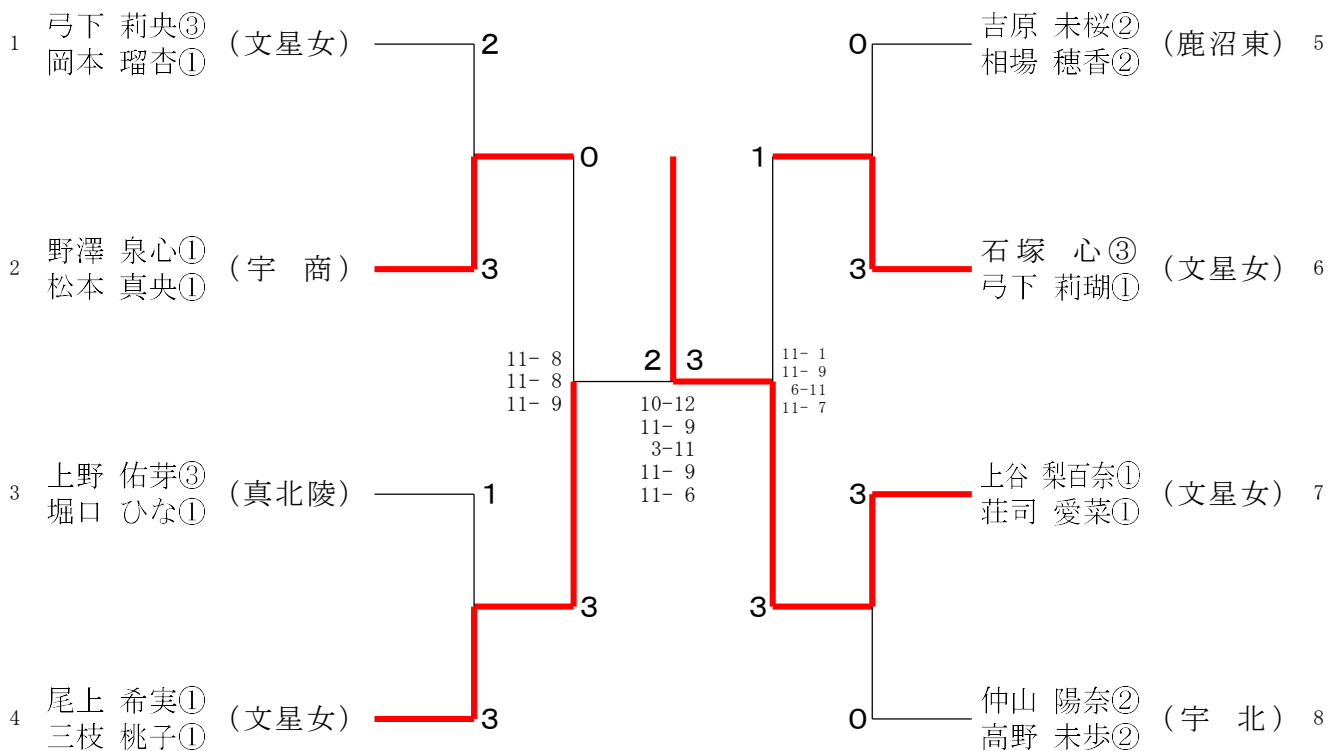 1 弓下 莉央③ (文星女) 2
岡本 瑠杏①
0
2 野澤 泉心① (宇 商) 3
松本 真央①
11- 8
11- 8
11- 9
3 上野 佑芽③ (真北陵) 1
堀口 ひな①
3
4 尾上 希実① (文星女) 3
三枝 桃子①
2 3
10-12
11- 9
3-11
11- 9
11- 6
0 吉原 未桜② (鹿沼東) 5
相場 穂香②
1
3 石塚 心③ (文星女) 6
弓下 莉瑚①
11- 1
11- 9
6-11
11- 7
3 上谷 梨百奈① (文星女) 7
荘司 愛菜①
3
0 仲山 陽奈② (宇 北) 8
高野 未歩②